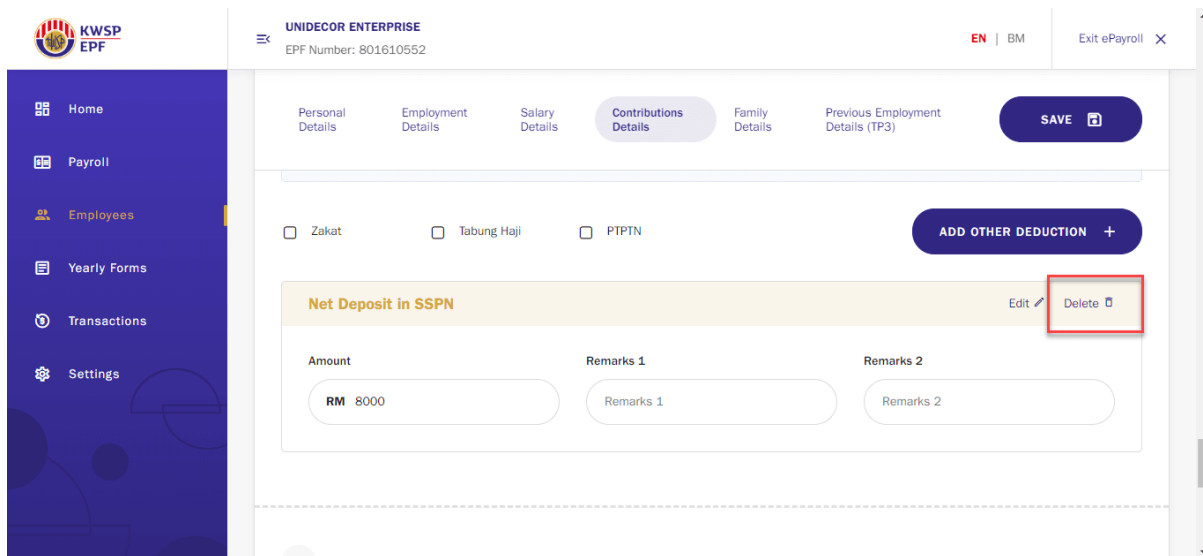 KWSP
EPF
UNIDECOR ENTERPRISE
EPF Number: 801610552
EN | BM
Exit ePayroll
Home
Payroll
Employees
Yearly Forms
Transactions
Settings
Personal
Details
Employment
Details
Salary
Details
Contributions
Details
Family
Details
Previous Employment
Details (TP3)
SAVE
Zakat
Tabung Haji
PTPTN
ADD OTHER DEDUCTION +
Net Deposit in SSPN
Edit
Delete
Amount
Remarks 1
Remarks 2
RM 8000
Remarks 1
Remarks 2